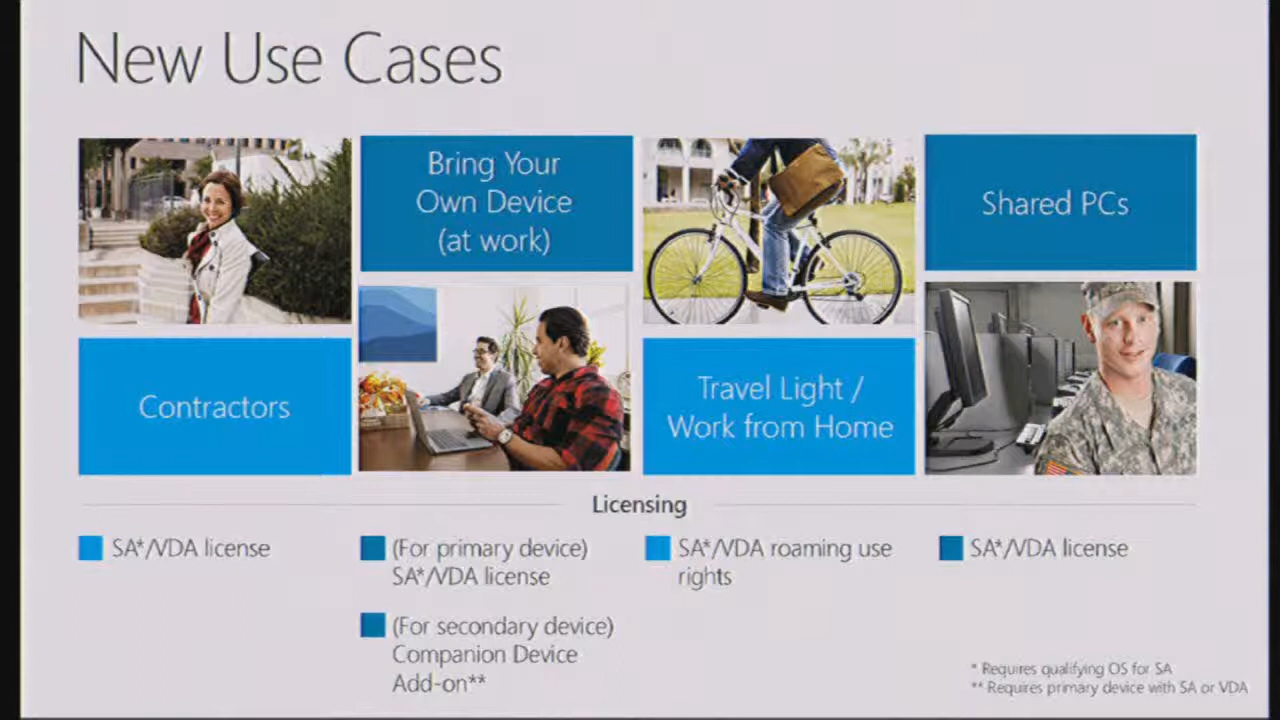 New Use Cases
Bring Your
Own Device
(at work)
Shared PCs
Contractors
Travel Light /
Work from Home
Licensing
SA*/VDA license
(For primary device)
SA*/VDA license
(For secondary device)
Companion Device
Add-on**
SA*/VDA roaming use
rights
SA*/VDA license
* Requires qualifying OS for SA
** Requires primary device with SA or VDA